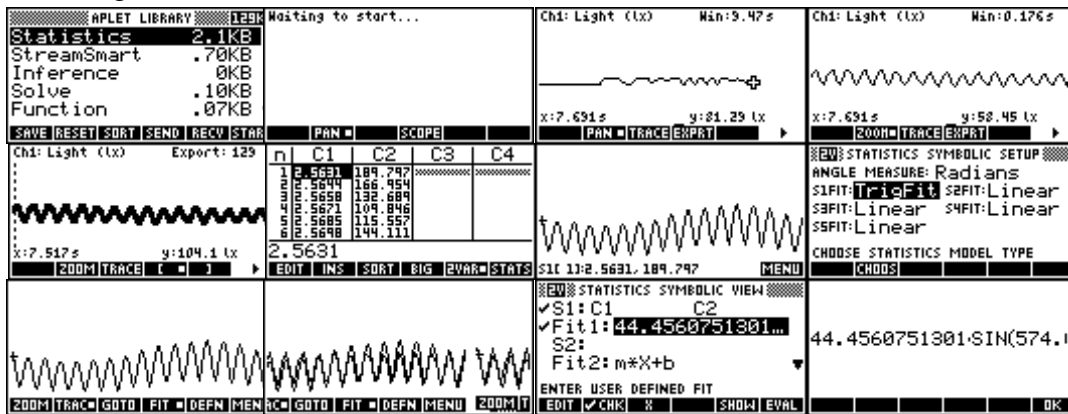 APLET LIBRARY 129K
Statistics 2.1KB
StreamSmart .70KB
Inference 0KB
Solve .10KB
Function .07KB
SAVE RESET SORT SEND RECV STAR
Waiting to start...
PAN SCOPE
Ch1: Light (lx) Win:9.47s
x:7.691s y:81.29 lx
PAN TRACE EXPRT
Ch1: Light (lx) Win:0.176s
x:7.691s y:58.45 lx
ZOOM TRACE EXPRT
Ch1: Light (lx) Export: 129
x:7.517s y:104.1 lx
ZOOM TRACE [ ]
n C1 C2 C3 C4
1 2.5631 189.797
2 2.5644 166.954
3 2.5658 132.689
4 2.5671 109.846
5 2.5685 115.557
6 2.5698 144.111
2.5631
EDIT INS SORT BIG 2VAR STATS
S1[ 1]:2.5631, 189.797 MENU
2V STATISTICS SYMBOLIC SETUP
ANGLE MEASURE: Radians
S1FIT: TrigFit S2FIT: Linear
S3FIT: Linear S4FIT: Linear
S5FIT: Linear
CHOOSE STATISTICS MODEL TYPE
CHOOS
ZOOM TRAC GOTO FIT DEFN MEN
AC GOTO FIT DEFN MENU ZOOM T
2V STATISTICS SYMBOLIC VIEW
✓S1: C1 C2
✓Fit1: 44.4560751301...
S2:
Fit2: m*X+b
ENTER USER DEFINED FIT
EDIT ✓CHK X SHOW EVAL
44.4560751301·SIN(574.
OK